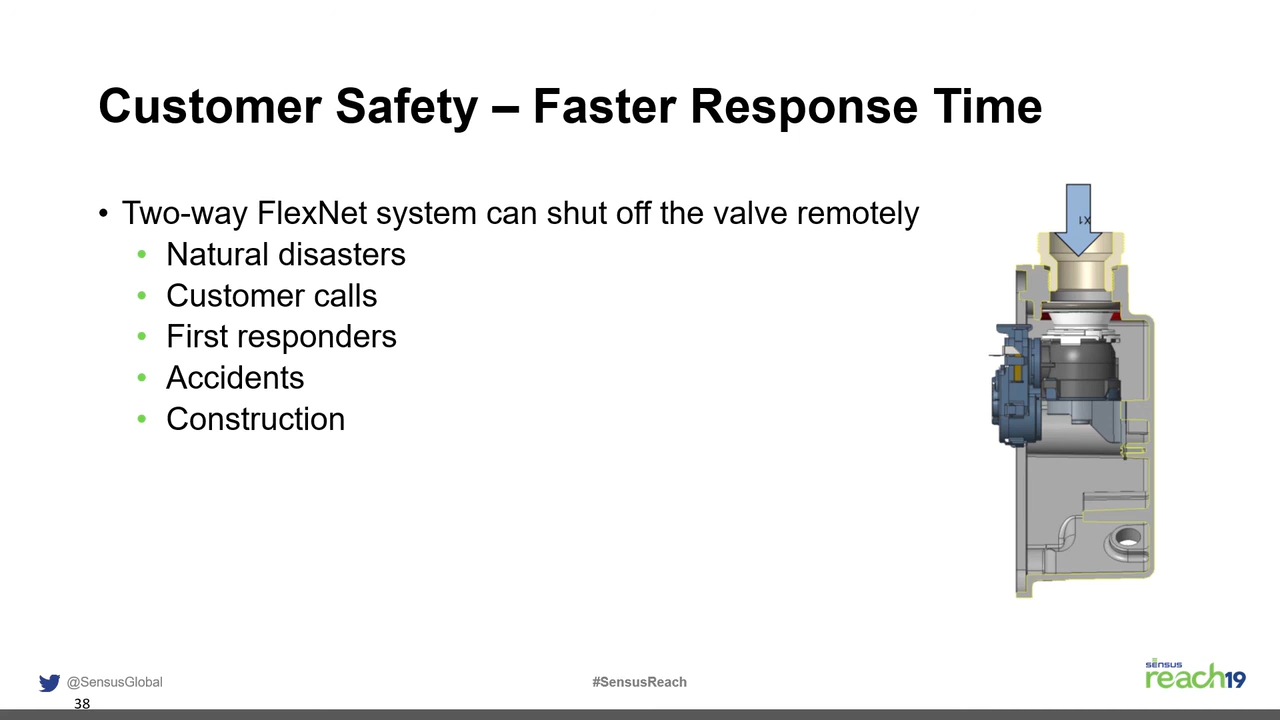 Customer Safety – Faster Response Time
• Two-way FlexNet system can shut off the valve remotely
• Natural disasters
• Customer calls
• First responders
• Accidents
• Construction
X1
@SensusGlobal
#SensusReach
sensus
reach19
38